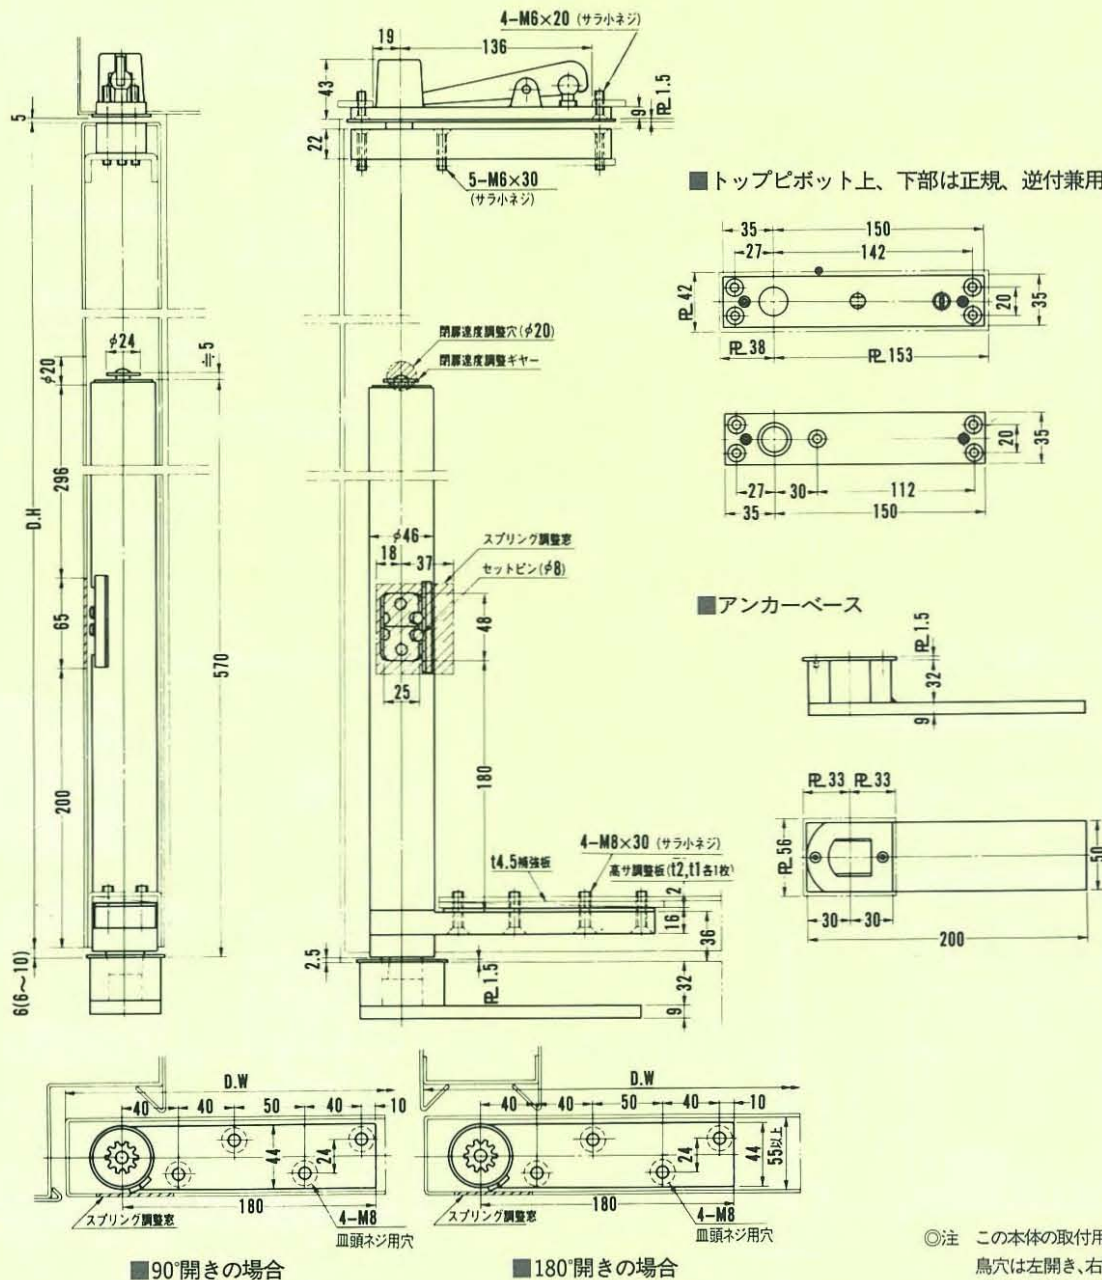 4-M6×20 (サラ小ネジ)
19
136
43
9
PL 1.5
5
22
5-M6×30
(サラ小ネジ)
■トップピボット上、下部は正規、逆付兼用
35
150
27
142
PL 42
20
35
PL 38
PL 153
20
35
27
30
112
35
150
φ24
≒5
φ20
閉扉速度調整穴(φ20)
閉扉速度調整ギヤー
296
D.H
φ46
18
37
スプリング調整窓
セットピン(φ8)
65
48
25
570
■アンカーベース
PL 1.5
32
9
180
200
PL 33
PL 33
PL 56
50
30
30
200
4-M8×30 (サラ小ネジ)
t4.5補強板
高サ調整板(t2,t1各1枚)
2
16
36
2.5
PL 1.5
32
9
6(6~10)
D.W
40
40
50
40
10
44
24
180
スプリング調整窓
4-M8
皿頭ネジ用穴
■90°開きの場合
D.W
40
40
50
40
10
24
44
55以上
180
スプリング調整窓
4-M8
皿頭ネジ用穴
■180°開きの場合
◎注 この本体の取付用
鳥穴は左開き、右